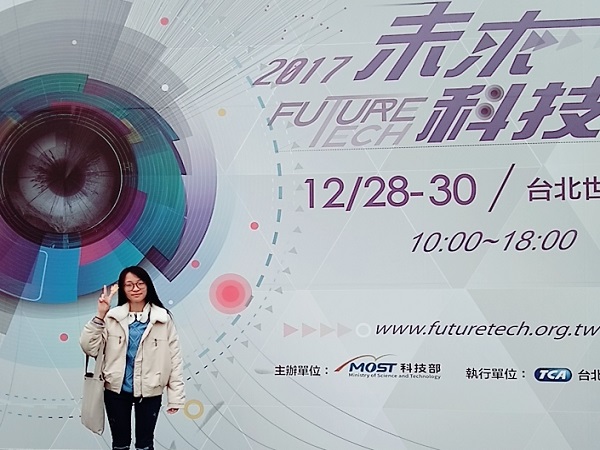 2017 未來
FUTURE TECH 科技
12/28-30 / 台北世
10:00~18:00
www.futuretech.org.tw
主辦單位： MOST 科技部 執行單位： TCA 台北
Ministry of Science and Technology